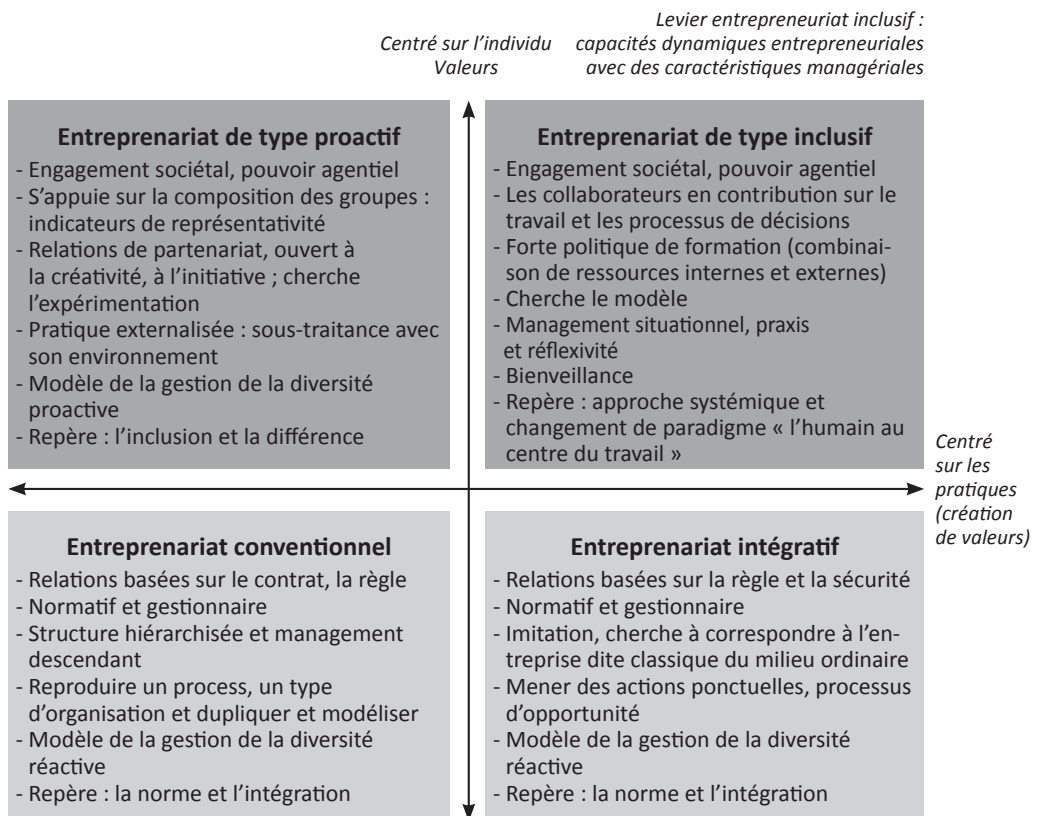 Levier entrepreneuriat inclusif :
capacités dynamiques entrepreneuriales
avec des caractéristiques managériales
Centré sur l'individu
Valeurs
Entreprenariat de type proactif
- Engagement sociétal, pouvoir agentiel
- S'appuie sur la composition des groupes :
indicateurs de représentativité
- Relations de partenariat, ouvert à
la créativité, à l'initiative ; cherche
l'expérimentation
- Pratique externalisée : sous-traitance avec
son environnement
- Modèle de la gestion de la diversité
proactive
- Repère : l'inclusion et la différence
Entreprenariat de type inclusif
- Engagement sociétal, pouvoir agentiel
- Les collaborateurs en contribution sur le
travail et les processus de décisions
- Forte politique de formation (combinai-
son de ressources internes et externes)
- Cherche le modèle
- Management situationnel, praxis
et réflexivité
- Bienveillance
- Repère : approche systémique et
changement de paradigme « l'humain au
centre du travail »
Centré
sur les
pratiques
(création
de valeurs)
Entreprenariat conventionnel
- Relations basées sur le contrat, la règle
- Normatif et gestionnaire
- Structure hiérarchisée et management
descendant
- Reproduire un process, un type
d'organisation et dupliquer et modéliser
- Modèle de la gestion de la diversité
réactive
- Repère : la norme et l'intégration
Entreprenariat intégratif
- Relations basées sur la règle et la sécurité
- Normatif et gestionnaire
- Imitation, cherche à correspondre à l'en-
treprise dite classique du milieu ordinaire
- Mener des actions ponctuelles, processus
d'opportunité
- Modèle de la gestion de la diversité
réactive
- Repère : la norme et l'intégration